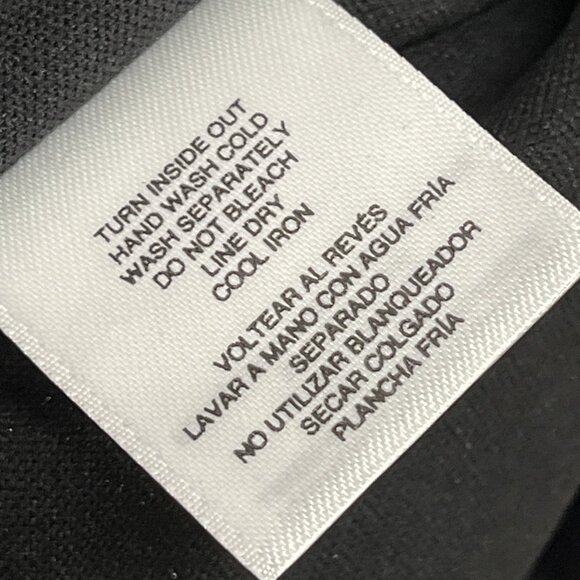 TURN INSIDE OUT
HAND WASH COLD
WASH SEPARATELY
DO NOT BLEACH
LINE DRY
COOL IRON
VOLTEAR AL REVÉS
LAVAR A MANO CON AGUA FRÍA
SEPARADO
NO UTILIZAR BLANQUEADOR
SECAR COLGADO
PLANCHA FRÍA